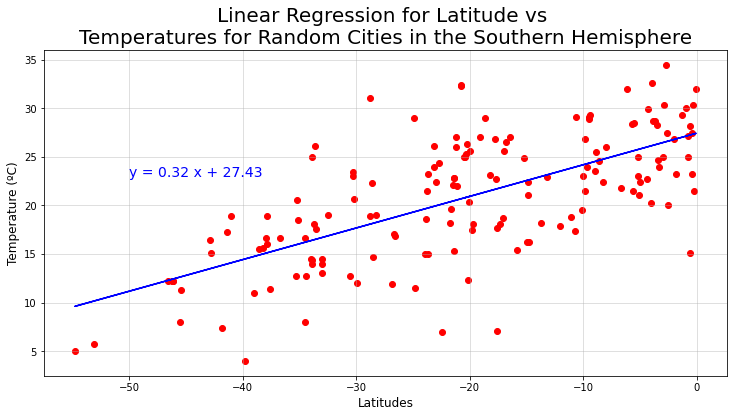 Linear Regression for Latitude vs
Temperatures for Random Cities in the Southern Hemisphere
35
30
25
20
15
10
5
Temperature (ºC)
y = 0.32 x + 27.43
−50
−40
−30
−20
−10
0
Latitudes